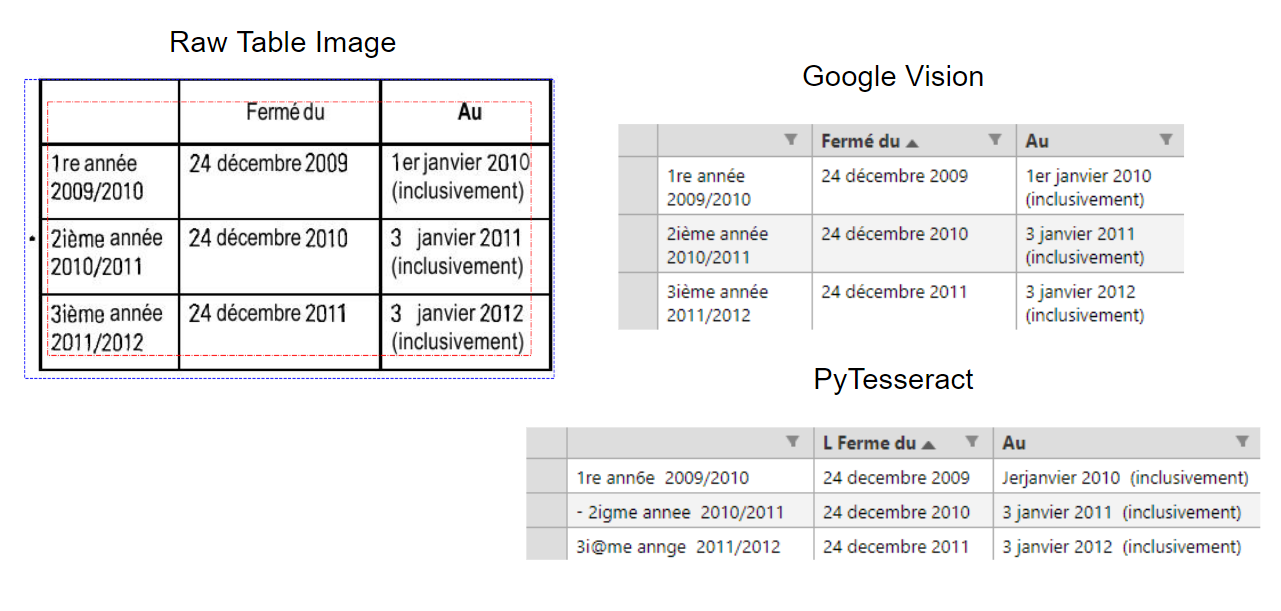 Raw Table Image
Fermé du Au
1re année 24 décembre 2009 1er janvier 2010
2009/2010 (inclusivement)
2ième année 24 décembre 2010 3 janvier 2011
2010/2011 (inclusivement)
3ième année 24 décembre 2011 3 janvier 2012
2011/2012 (inclusivement)
Google Vision
Fermé du Au
1re année 24 décembre 2009 1er janvier 2010
2009/2010 (inclusivement)
2ième année 24 décembre 2010 3 janvier 2011
2010/2011 (inclusivement)
3ième année 24 décembre 2011 3 janvier 2012
2011/2012 (inclusivement)
PyTesseract
L Ferme du Au
1re ann6e 2009/2010 24 decembre 2009 Jerjanvier 2010 (inclusivement)
- 2igme annee 2010/2011 24 decembre 2010 3 janvier 2011 (inclusivement)
3i@me annge 2011/2012 24 decembre 2011 3 janvier 2012 (inclusivement)